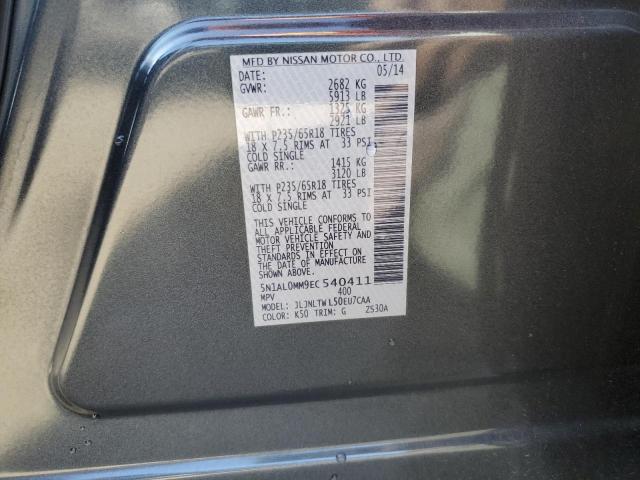 MFD BY NISSAN MOTOR CO., LTD.
DATE: 05/14
GVWR: 2682 KG
5913 LB
GAWR FR.: 1325 KG
2921 LB
WITH P235/65R18 TIRES
18 X 7.5 RIMS AT 33 PSI
COLD SINGLE
GAWR RR.: 1415 KG
3120 LB
WITH P235/65R18 TIRES
18 X 7.5 RIMS AT 33 PSI
COLD SINGLE
THIS VEHICLE CONFORMS TO
ALL APPLICABLE FEDERAL
MOTOR VEHICLE SAFETY AND
THEFT PREVENTION
STANDARDS IN EFFECT ON THE
DATE OF MANUFACTURE
SHOWN ABOVE.
5N1AL0MM9EC540411
MPV 400
MODEL: JLJNLTWL50EU7CAA
COLOR: K50 TRIM: G ZS30A